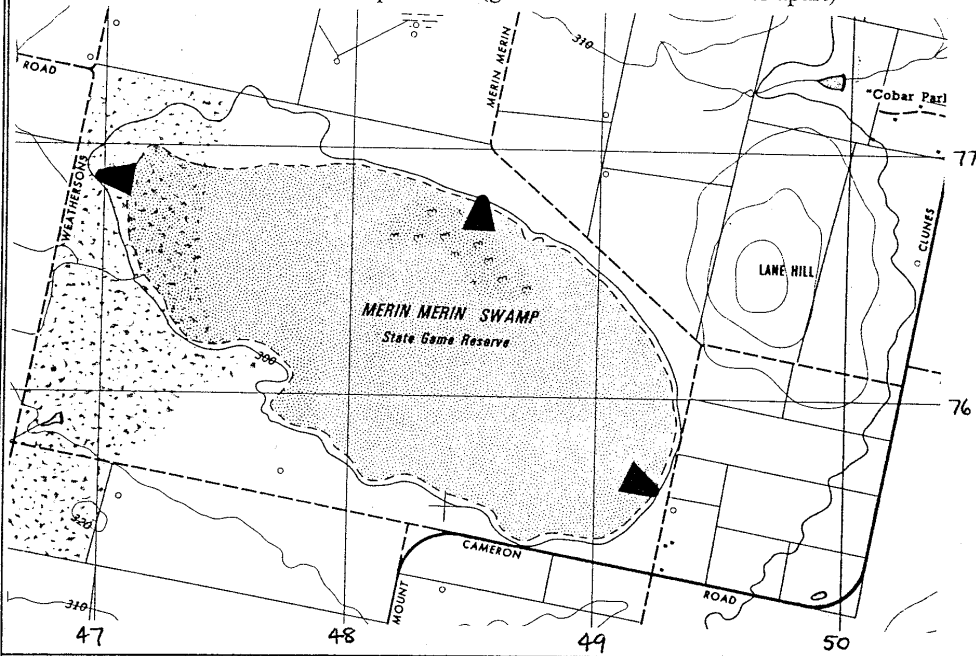 310
MERIN MERIN
ROAD
"Cobar Parl
77
WEATHERSONS
CLUNES
LANE HILL
MERIN MERIN SWAMP
State Game Reserve
300
76
320
CAMERON
ROAD
MOUNT
310
47
48
49
50